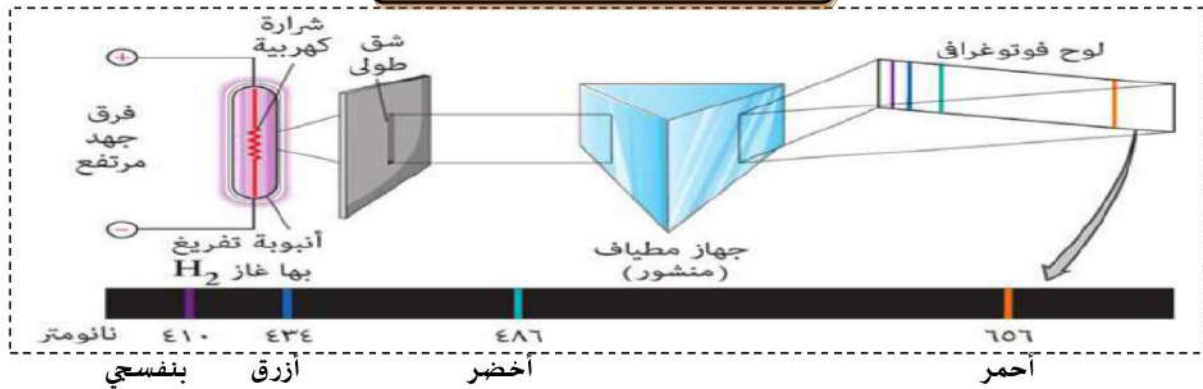 شرارة
كهربية
شق
طولى
لوح فوتوغرافى
+
فرق
جهد
مرتفع
−
أنبوبة تفريغ
بها غاز H₂
جهاز مطياف
(منشور)
نانومتر ٤١٠ ٤٣٤ ٤٨٦ ٦٥٦
بنفسجي أزرق أخضر أحمر